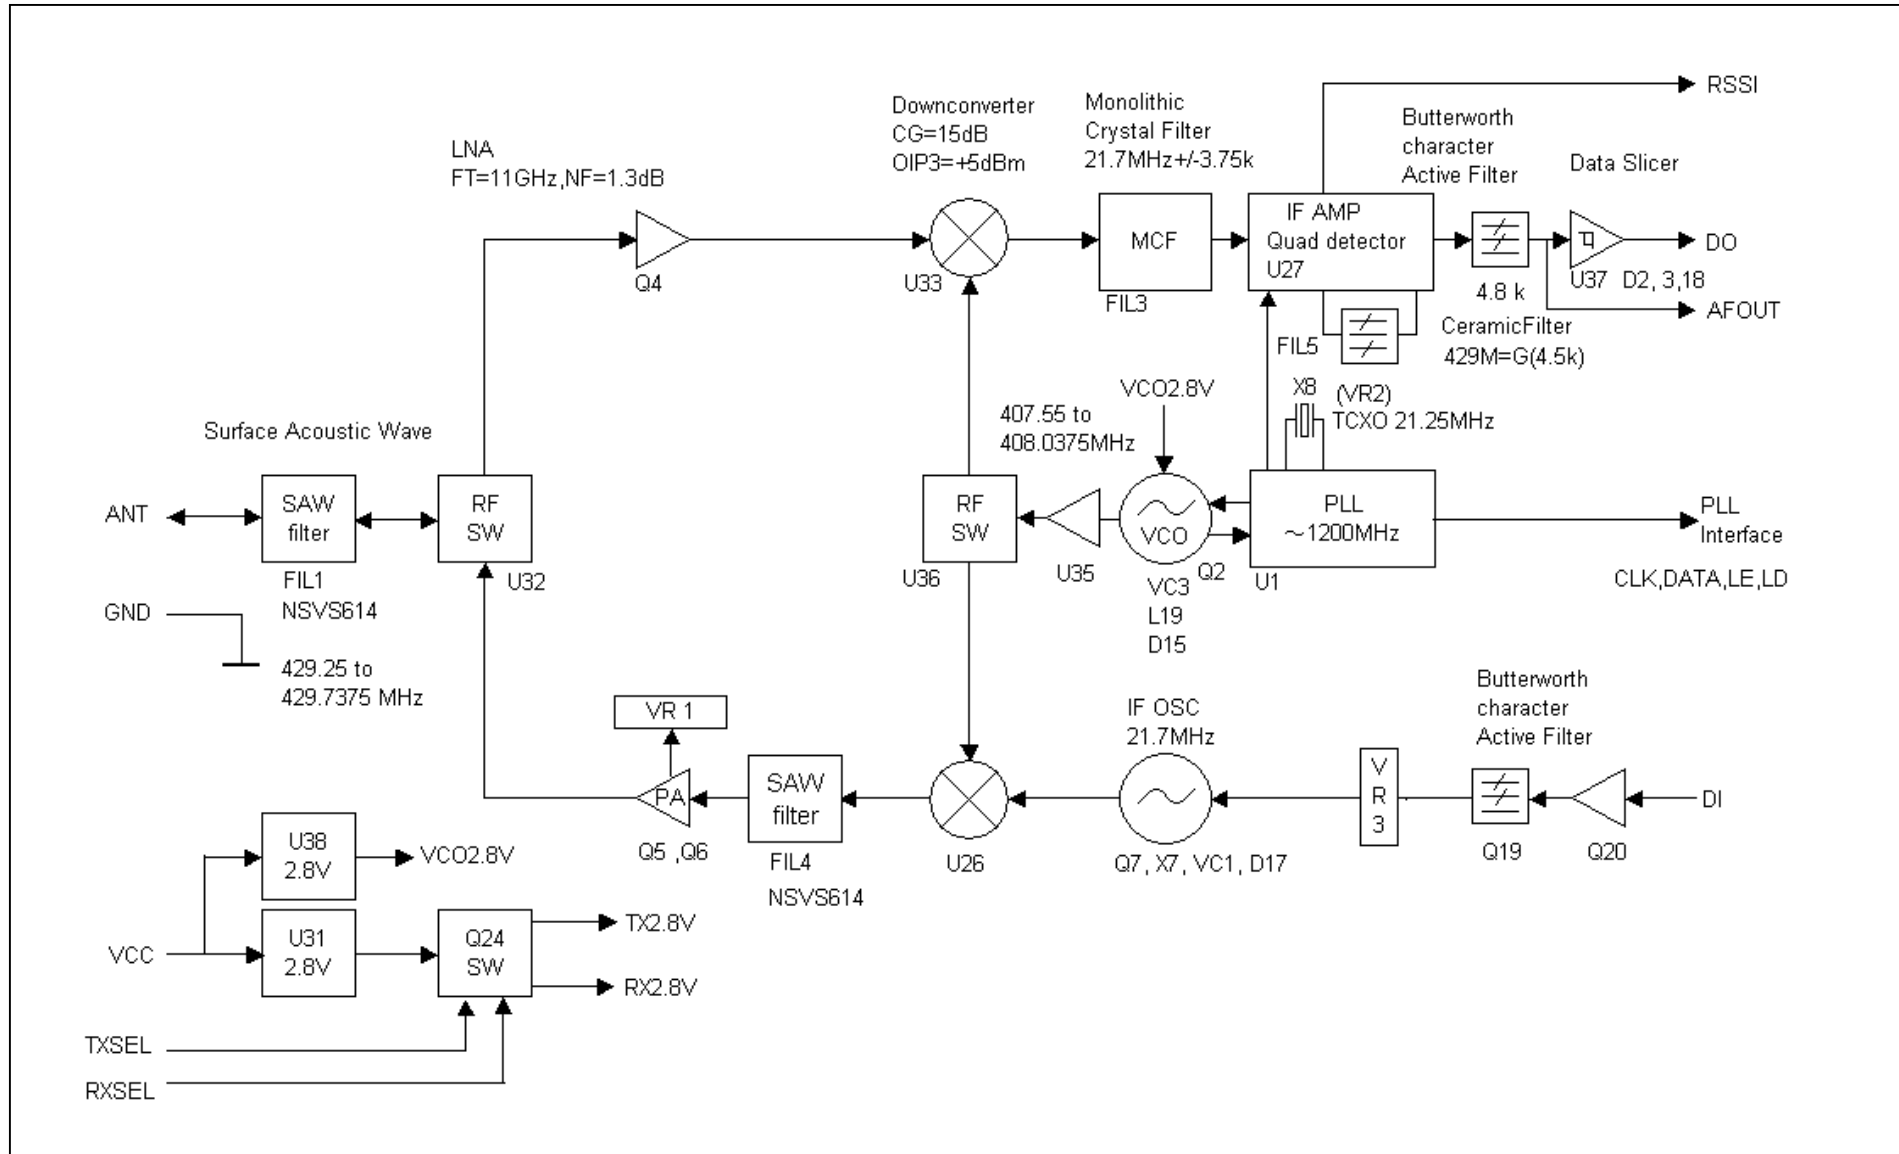 RSSI
Downconverter
CG=15dB
OIP3=+5dBm
Monolithic
Crystal Filter
21.7MHz+/-3.75k
Butterworth
character
Active Filter
Data Slicer
LNA
FT=11GHz,NF=1.3dB
Q4
U33
MCF
FIL3
IF AMP
Quad detector
U27
4.8 k
U37 D2, 3,18
DO
AFOUT
FIL5
CeramicFilter
429M=G(4.5k)
X8
(VR2)
TCXO 21.25MHz
VCO2.8V
407.55 to
408.0375MHz
Surface Acoustic Wave
ANT
SAW
filter
FIL1
NSVS614
RF
SW
U32
RF
SW
U36
U35
VCO
Q2
VC3
L19
D15
PLL
～1200MHz
U1
PLL
Interface
CLK,DATA,LE,LD
GND
429.25 to
429.7375 MHz
VR 1
PA
Q5 ,Q6
SAW
filter
FIL4
NSVS614
U26
IF OSC
21.7MHz
Q7, X7, VC1, D17
V
R
3
Butterworth
character
Active Filter
Q19
Q20
DI
U38
2.8V
VCO2.8V
VCC
U31
2.8V
Q24
SW
TX2.8V
RX2.8V
TXSEL
RXSEL